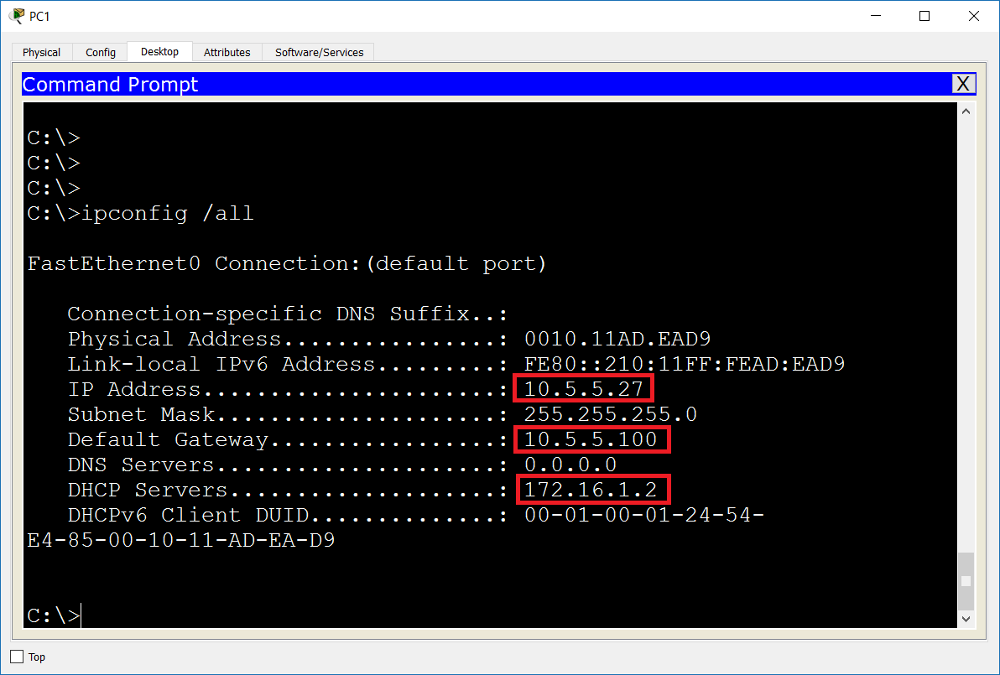 PC1
Physical Config Desktop Attributes Software/Services
Command Prompt X
C:\>
C:\>
C:\>
C:\>ipconfig /all
FastEthernet0 Connection:(default port)
Connection-specific DNS Suffix..:
Physical Address................: 0010.11AD.EAD9
Link-local IPv6 Address.........: FE80::210:11FF:FEAD:EAD9
IP Address......................: 10.5.5.27
Subnet Mask.....................: 255.255.255.0
Default Gateway.................: 10.5.5.100
DNS Servers.....................: 0.0.0.0
DHCP Servers....................: 172.16.1.2
DHCPv6 Client DUID..............: 00-01-00-01-24-54-
E4-85-00-10-11-AD-EA-D9
C:\>
Top